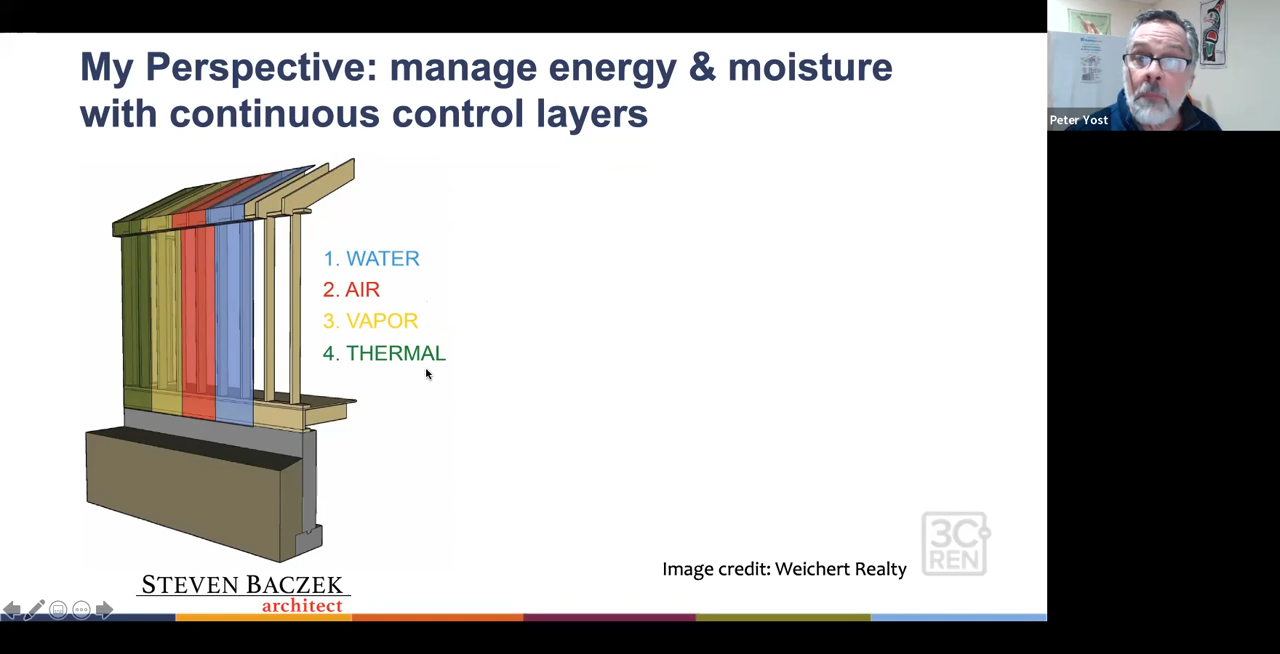 My Perspective: manage energy & moisture
with continuous control layers
1. WATER
2. AIR
3. VAPOR
4. THERMAL
STEVEN BACZEK
architect
Image credit: Weichert Realty
3C
REN
Peter Yost